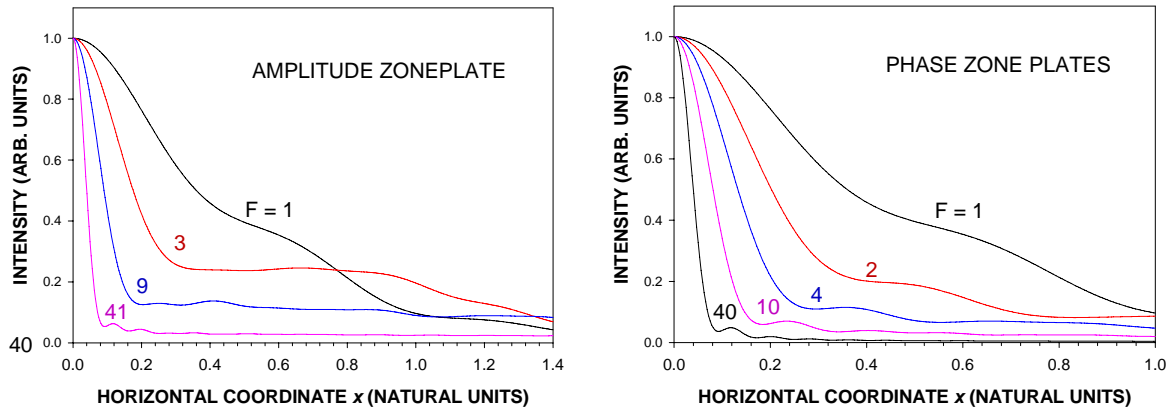 AMPLITUDE ZONEPLATE
INTENSITY (ARB. UNITS)
1.0
0.8
0.6
0.4
0.2
0.0
F = 1
3
9
41
40
0.0 0.2 0.4 0.6 0.8 1.0 1.2 1.4
HORIZONTAL COORDINATE x (NATURAL UNITS)
PHASE ZONE PLATES
INTENSITY (ARB. UNITS)
1.0
0.8
0.6
0.4
0.2
0.0
F = 1
2
4
10
40
0.0 0.2 0.4 0.6 0.8 1.0
HORIZONTAL COORDINATE x (NATURAL UNITS)